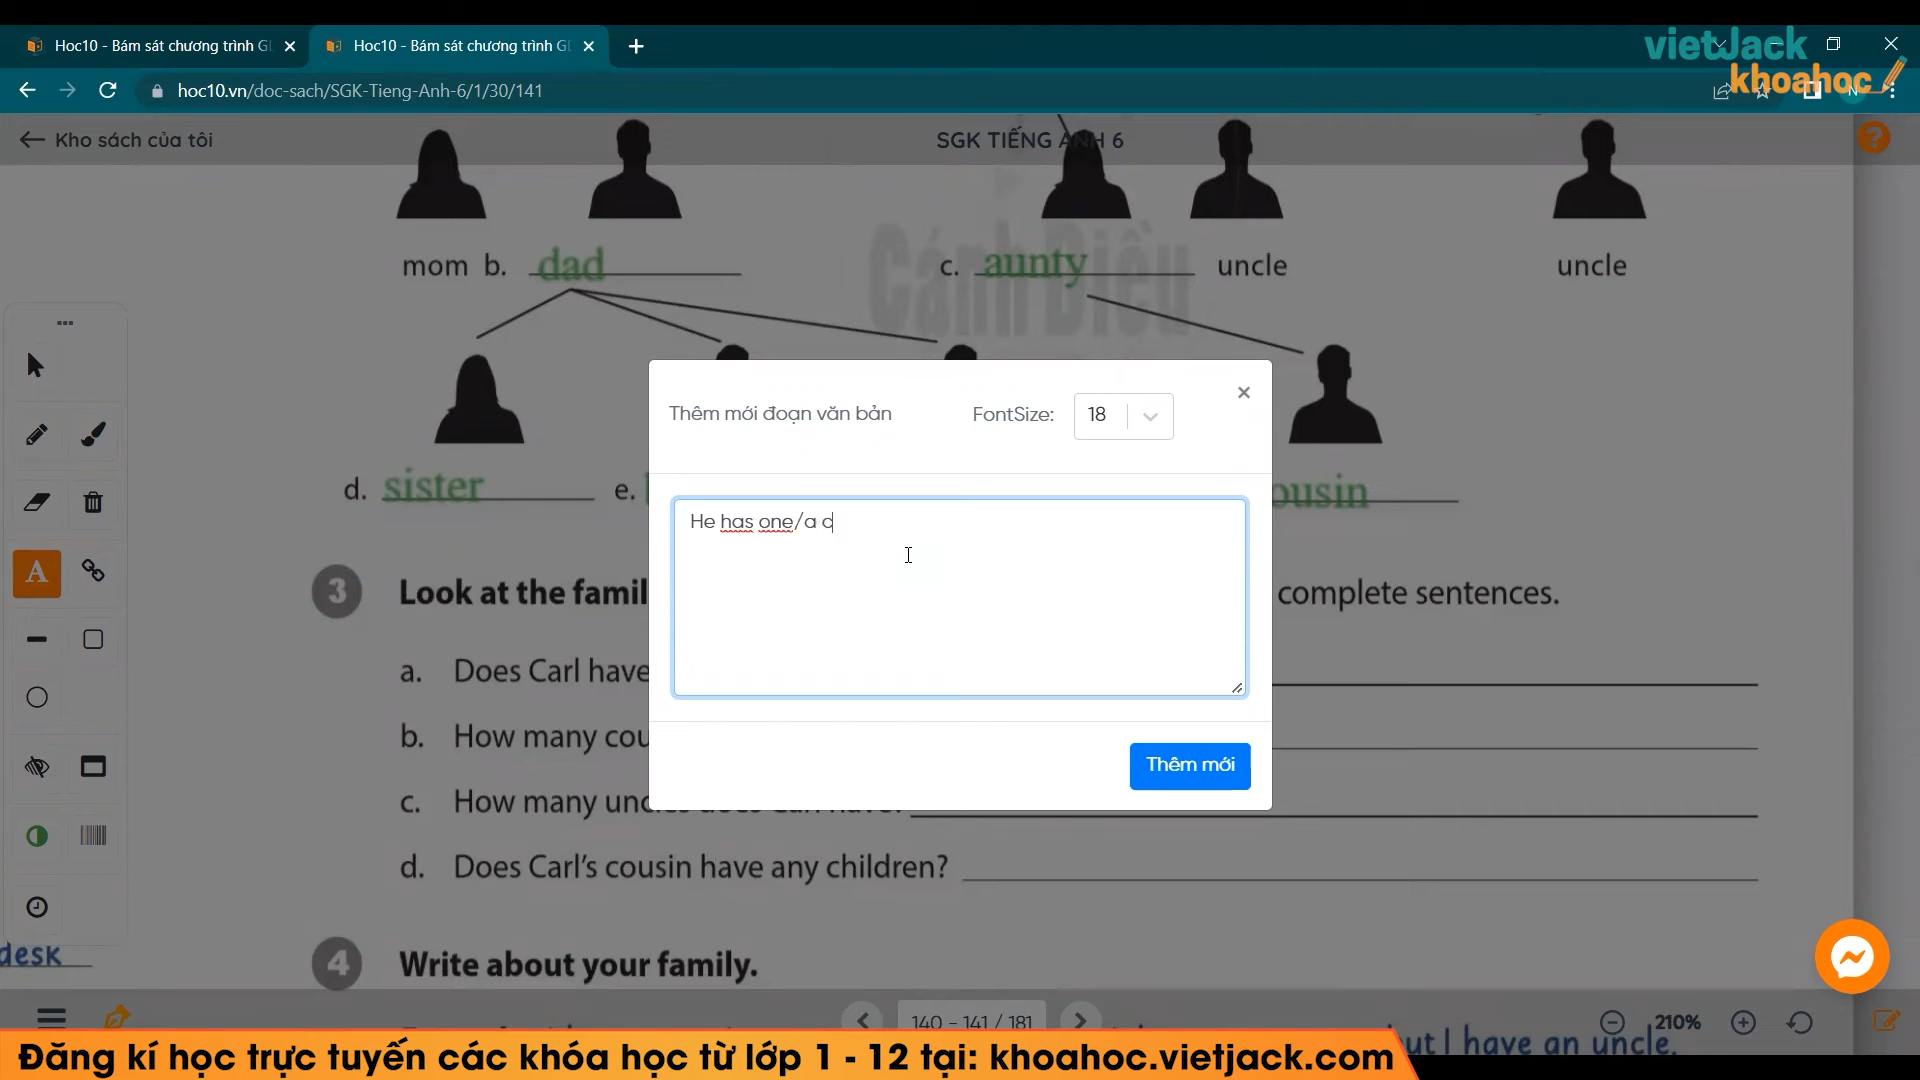 vietJack
khoahoc
Hoc10 - Bám sát chương trình GD
Hoc10 - Bám sát chương trình GD
hoc10.vn/doc-sach/SGK-Tieng-Anh-6/1/30/141
N
Kho sách của tôi
SGK TIẾNG ANH 6
Cánh Diều
mom b. dad
c. aunty uncle
uncle
Thêm mới đoạn văn bản
FontSize: 18
d. sister e.
ousin
He has one/a c
3 Look at the famil
complete sentences.
a. Does Carl have
b. How many cou
Thêm mới
c. How many
d. Does Carl's cousin have any children?
desk
4 Write about your family.
140 - 141 / 181
210%
ut I have an uncle.
Đăng kí học trực tuyến các khóa học từ lớp 1 - 12 tại: khoahoc.vietjack.com